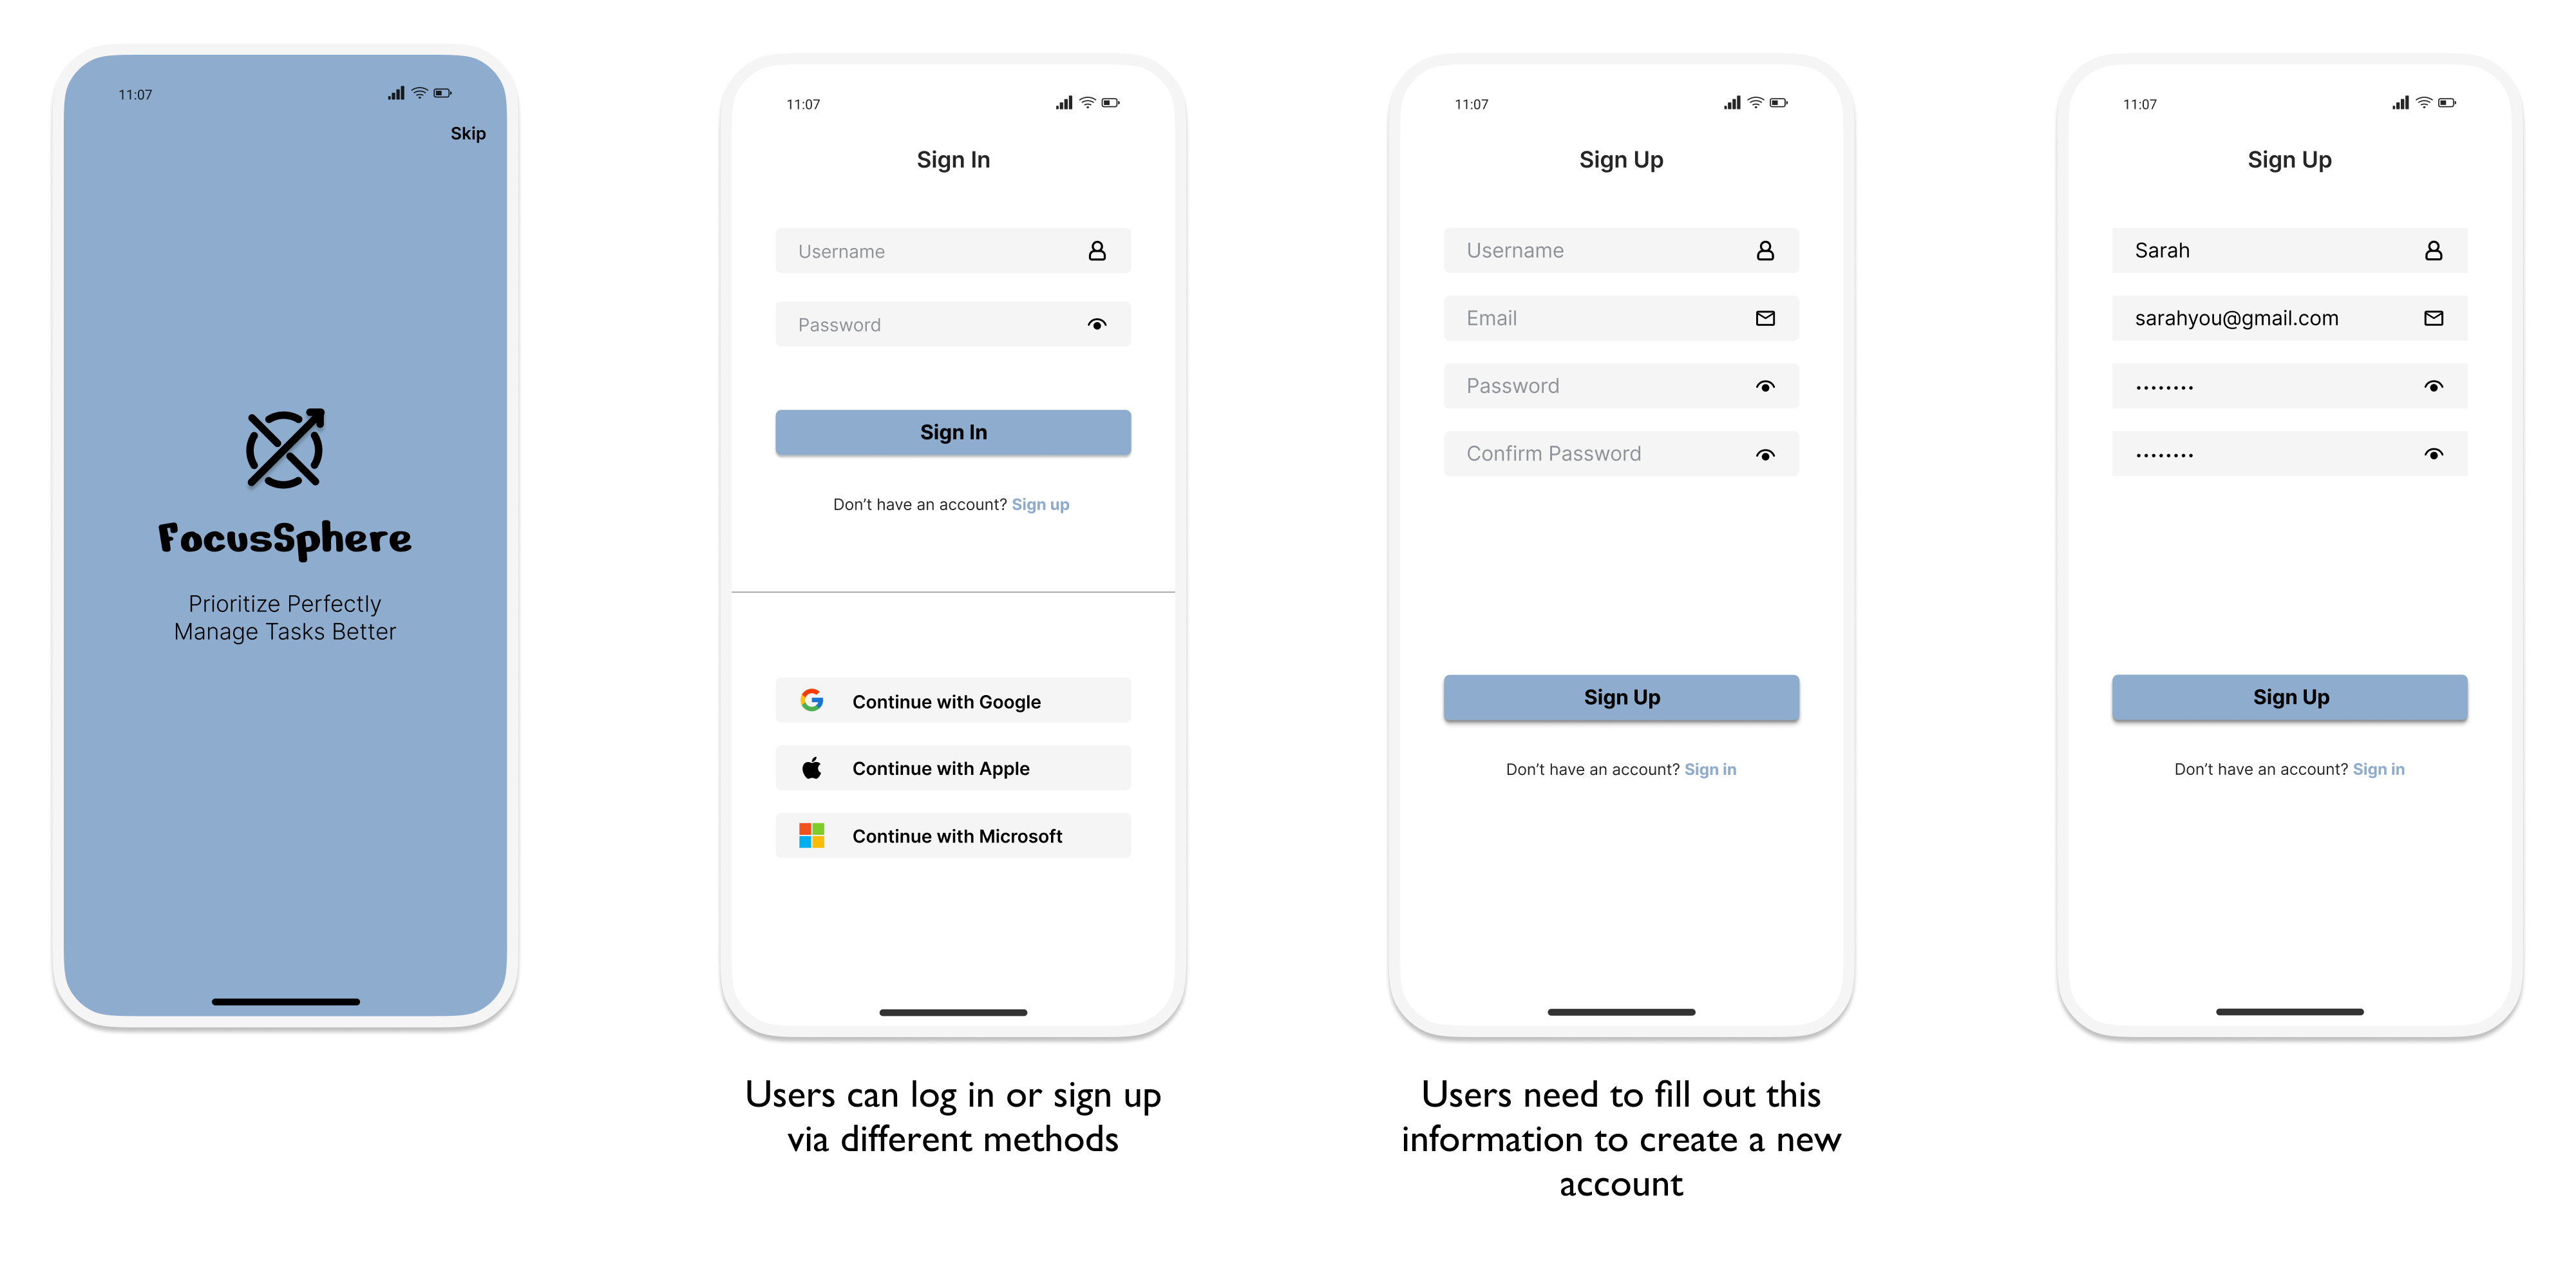 11:07
Skip
FocusSphere
Prioritize Perfectly
Manage Tasks Better
11:07
Sign In
Username
Password
Sign In
Don't have an account? Sign up
Continue with Google
Continue with Apple
Continue with Microsoft
Users can log in or sign up
via different methods
11:07
Sign Up
Username
Email
Password
Confirm Password
Sign Up
Don't have an account? Sign in
Users need to fill out this
information to create a new
account
11:07
Sign Up
Sarah
sarahyou@gmail.com
........
........
Sign Up
Don't have an account? Sign in